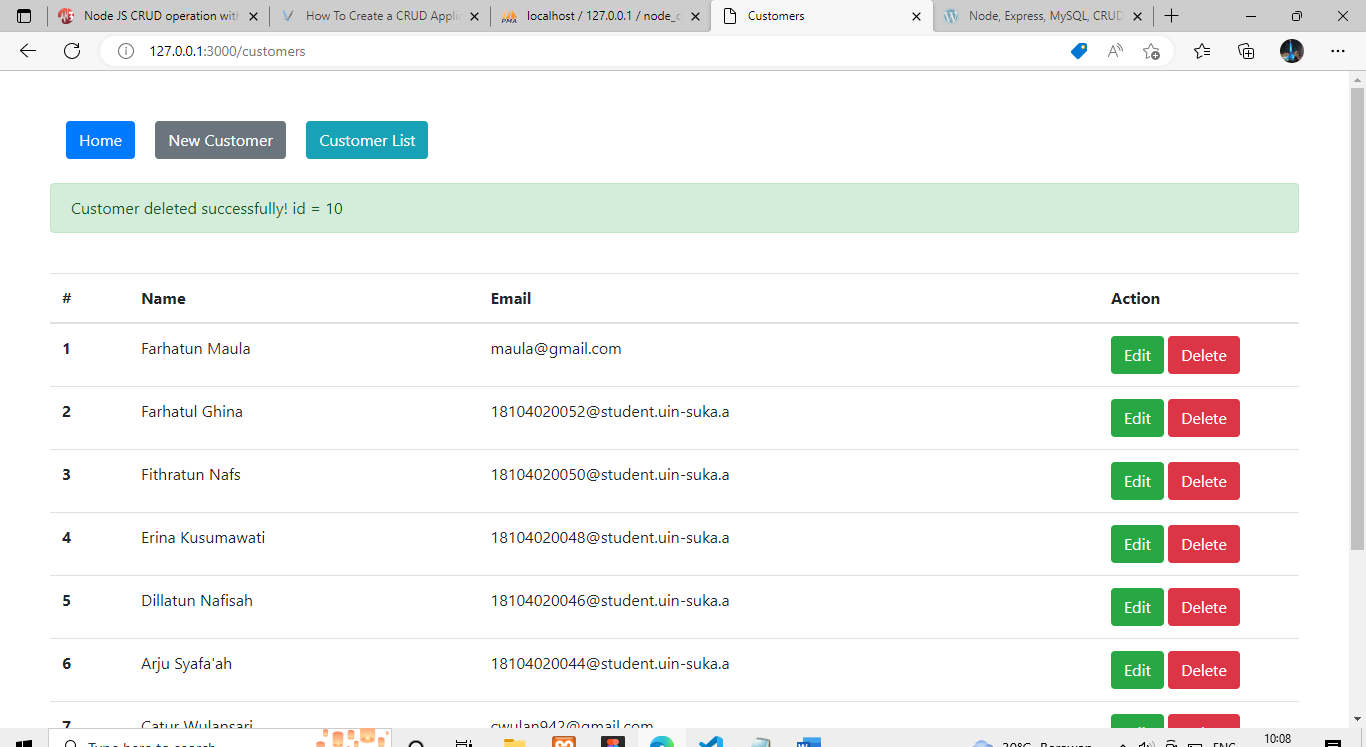 Node JS CRUD operation with
How To Create a CRUD Appli
localhost / 127.0.0.1 / node_c
Customers
Node, Express, MySQL, CRUD
127.0.0.1:3000/customers
Home New Customer Customer List
Customer deleted successfully! id = 10
# Name Email Action
1 Farhatun Maula maula@gmail.com Edit Delete
2 Farhatul Ghina 18104020052@student.uin-suka.a Edit Delete
3 Fithratun Nafs 18104020050@student.uin-suka.a Edit Delete
4 Erina Kusumawati 18104020048@student.uin-suka.a Edit Delete
5 Dillatun Nafisah 18104020046@student.uin-suka.a Edit Delete
6 Arju Syafa'ah 18104020044@student.uin-suka.a Edit Delete
7 Catur Wulansari cwulan942@gmail.com
Type here to search
30°C Berawan ENG 10:08